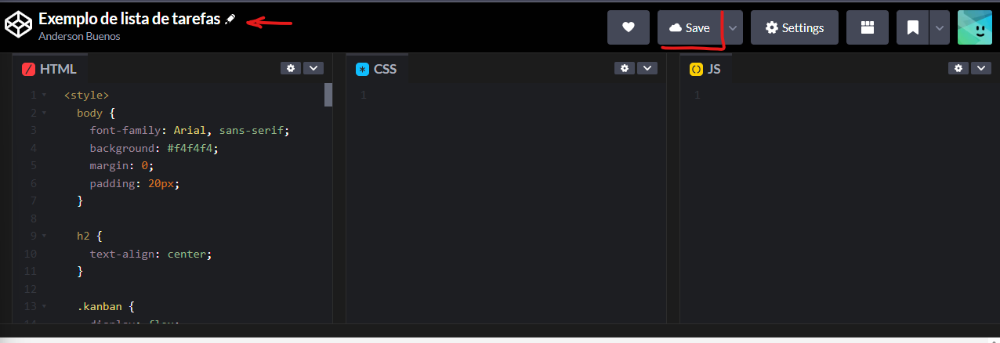 Exemplo de lista de tarefas
Anderson Buenos
Save
Settings
HTML
CSS
JS
1 <style>
2 body {
3 font-family: Arial, sans-serif;
4 background: #f4f4f4;
5 margin: 0;
6 padding: 20px;
7 }
8
9 h2 {
10 text-align: center;
11 }
12
13 .kanban {
14 display: flex;
1
1